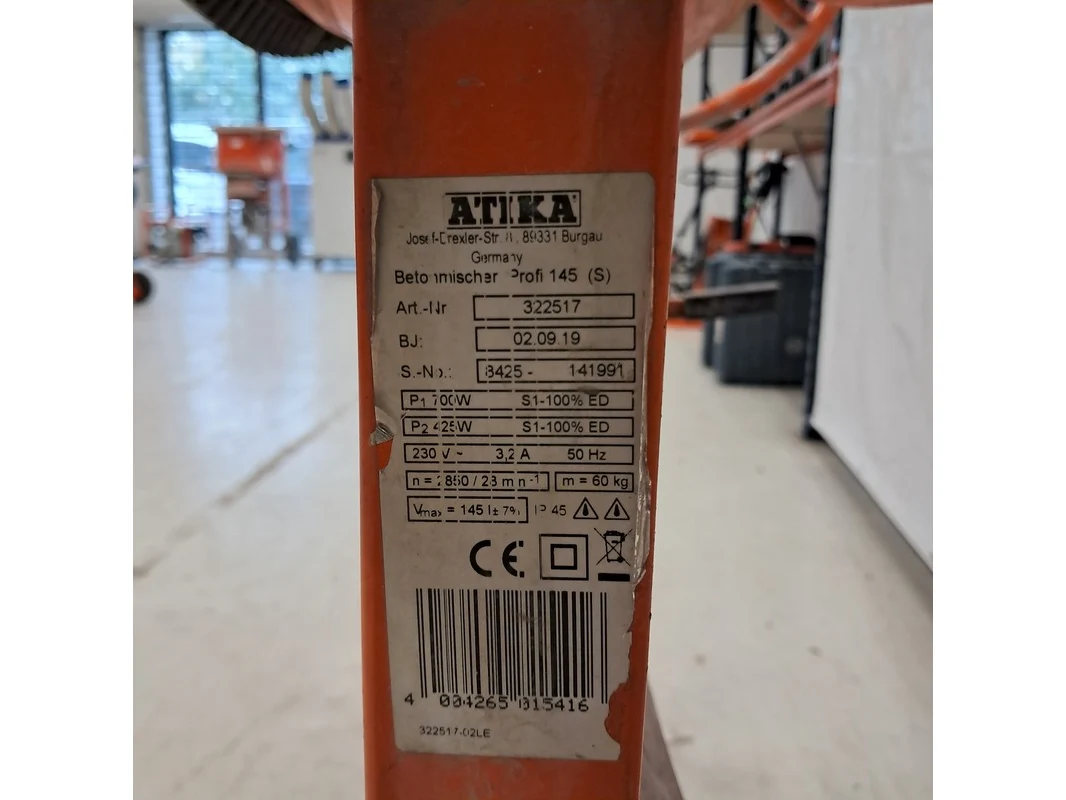 ATIKA
Josef-Drexler-Str. 8, 89331 Burgau
Germany
Betonmischer Profi 145 (S)
Art.-Nr 322517
BJ: 02.09.19
S.-No.: 8425 - 141991
P1 700W S1-100% ED
P2 425W S1-100% ED
230 V ~ 3,2 A 50 Hz
n = 2850 / 28 min-1 m = 60 kg
Vmax = 145 l ± 7% IP 45
CE
4 004265 015416
322517-02LE